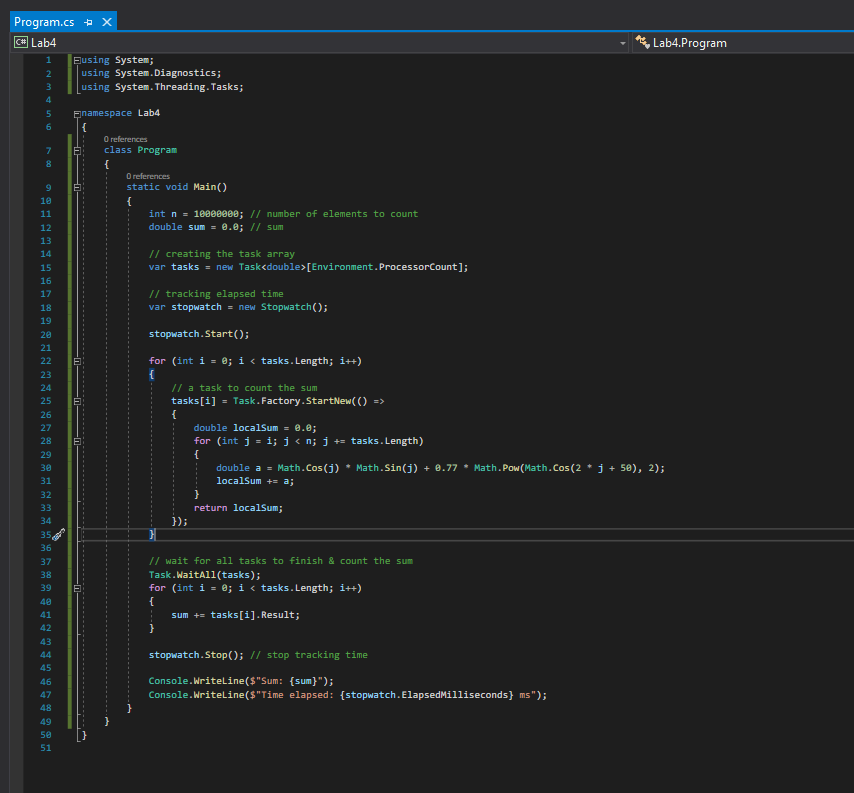 Program.cs
C# Lab4 Lab4.Program
1 using System;
2 using System.Diagnostics;
3 using System.Threading.Tasks;
4
5 namespace Lab4
6 {
0 references
7 class Program
8 {
0 references
9 static void Main()
10 {
11 int n = 10000000; // number of elements to count
12 double sum = 0.0; // sum
13
14 // creating the task array
15 var tasks = new Task<double>[Environment.ProcessorCount];
16
17 // tracking elapsed time
18 var stopwatch = new Stopwatch();
19
20 stopwatch.Start();
21
22 for (int i = 0; i < tasks.Length; i++)
23 {
24 // a task to count the sum
25 tasks[i] = Task.Factory.StartNew(() =>
26 {
27 double localSum = 0.0;
28 for (int j = i; j < n; j += tasks.Length)
29 {
30 double a = Math.Cos(j) * Math.Sin(j) + 0.77 * Math.Pow(Math.Cos(2 * j + 50), 2);
31 localSum += a;
32 }
33 return localSum;
34 });
35 }
36
37 // wait for all tasks to finish & count the sum
38 Task.WaitAll(tasks);
39 for (int i = 0; i < tasks.Length; i++)
40 {
41 sum += tasks[i].Result;
42 }
43
44 stopwatch.Stop(); // stop tracking time
45
46 Console.WriteLine($"Sum: {sum}");
47 Console.WriteLine($"Time elapsed: {stopwatch.ElapsedMilliseconds} ms");
48 }
49 }
50 }
51